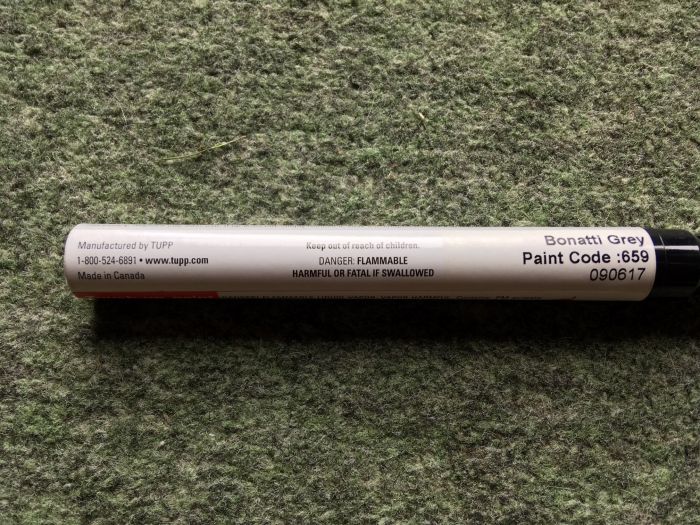 Manufactured by TUPP
1-800-524-6891 • www.tupp.com
Made in Canada
Keep out of reach of children.
DANGER: FLAMMABLE
HARMFUL OR FATAL IF SWALLOWED
Bonatti Grey
Paint Code :659
090617